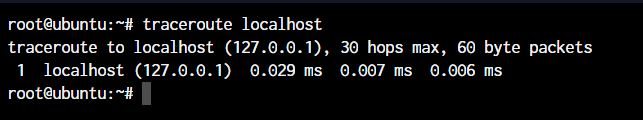 root@ubuntu:~# traceroute localhost
traceroute to localhost (127.0.0.1), 30 hops max, 60 byte packets
 1  localhost (127.0.0.1)  0.029 ms  0.007 ms  0.006 ms
root@ubuntu:~#